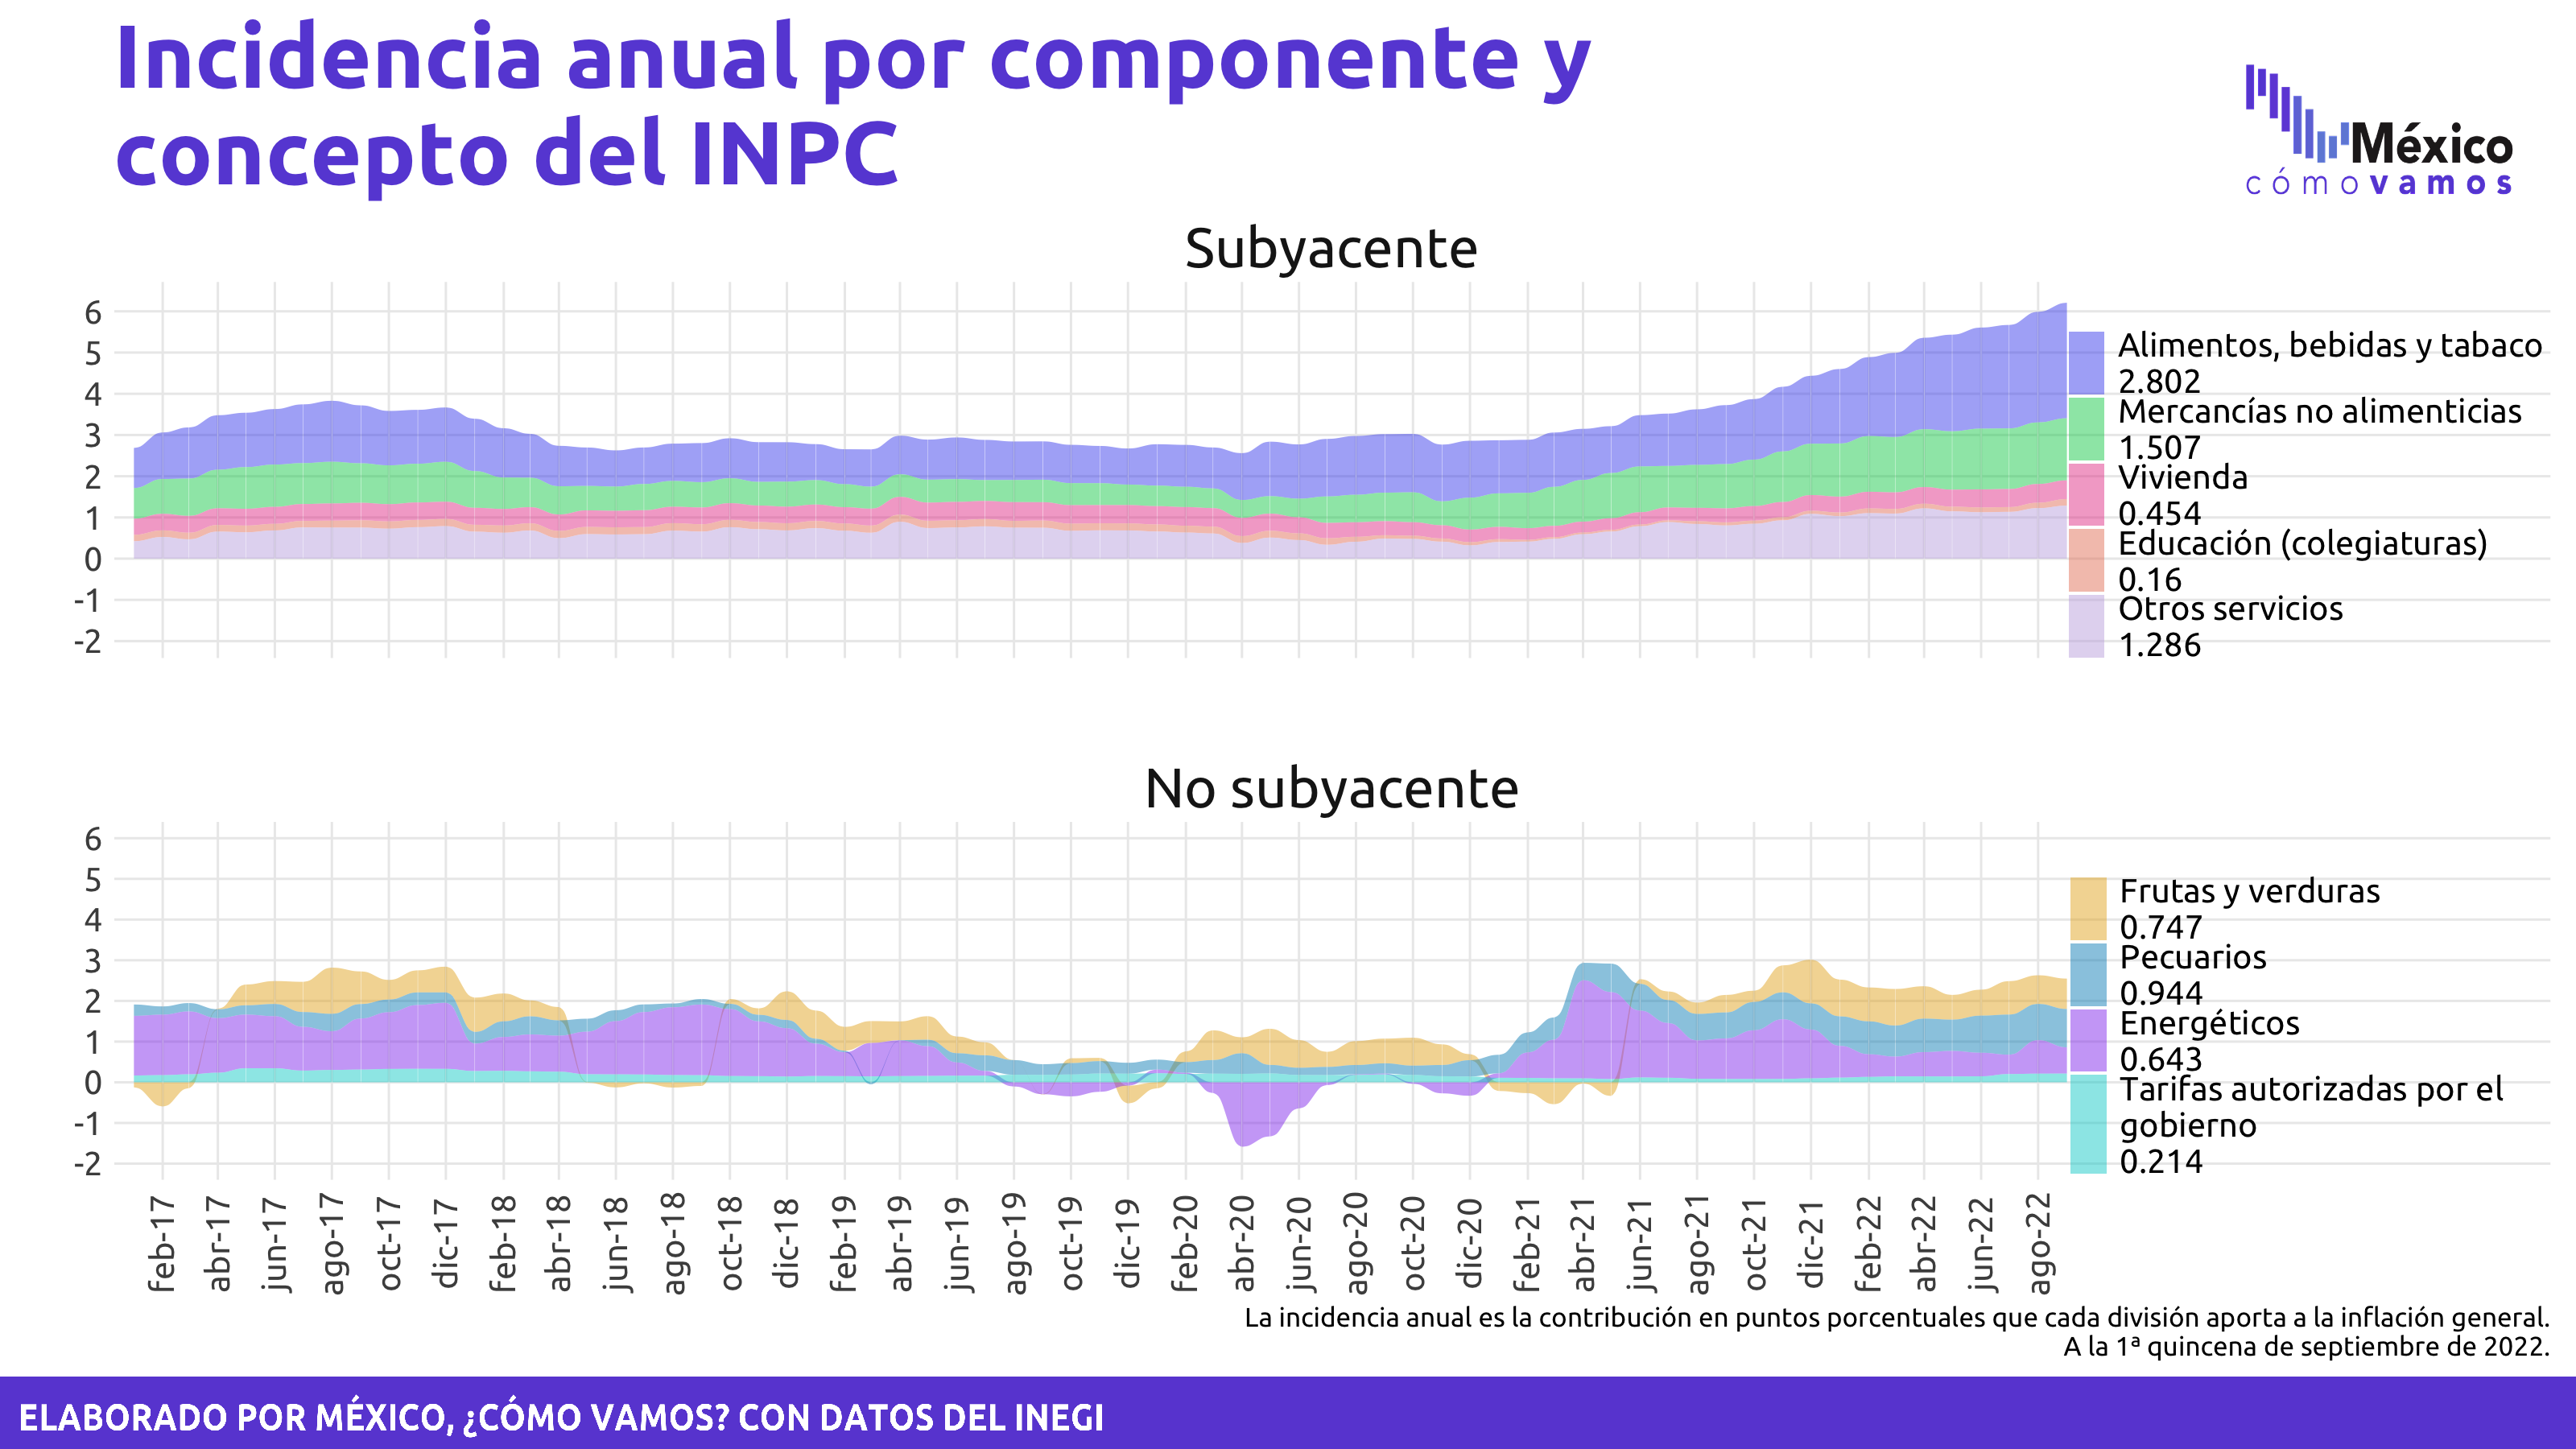 Incidencia anual por componente y
concepto del INPC
México
cómovamos
Subyacente
6
5
4
3
2
1
0
-1
-2
Alimentos, bebidas y tabaco
2.802
Mercancías no alimenticias
1.507
Vivienda
0.454
Educación (colegiaturas)
0.16
Otros servicios
1.286
No subyacente
6
5
4
3
2
1
0
-1
-2
Frutas y verduras
0.747
Pecuarios
0.944
Energéticos
0.643
Tarifas autorizadas por el
gobierno
0.214
feb-17
abr-17
jun-17
ago-17
oct-17
dic-17
feb-18
abr-18
jun-18
ago-18
oct-18
dic-18
feb-19
abr-19
jun-19
ago-19
oct-19
dic-19
feb-20
abr-20
jun-20
ago-20
oct-20
dic-20
feb-21
abr-21
jun-21
ago-21
oct-21
dic-21
feb-22
abr-22
jun-22
ago-22
La incidencia anual es la contribución en puntos porcentuales que cada división aporta a la inflación general.
A la 1ª quincena de septiembre de 2022.
ELABORADO POR MÉXICO, ¿CÓMO VAMOS? CON DATOS DEL INEGI